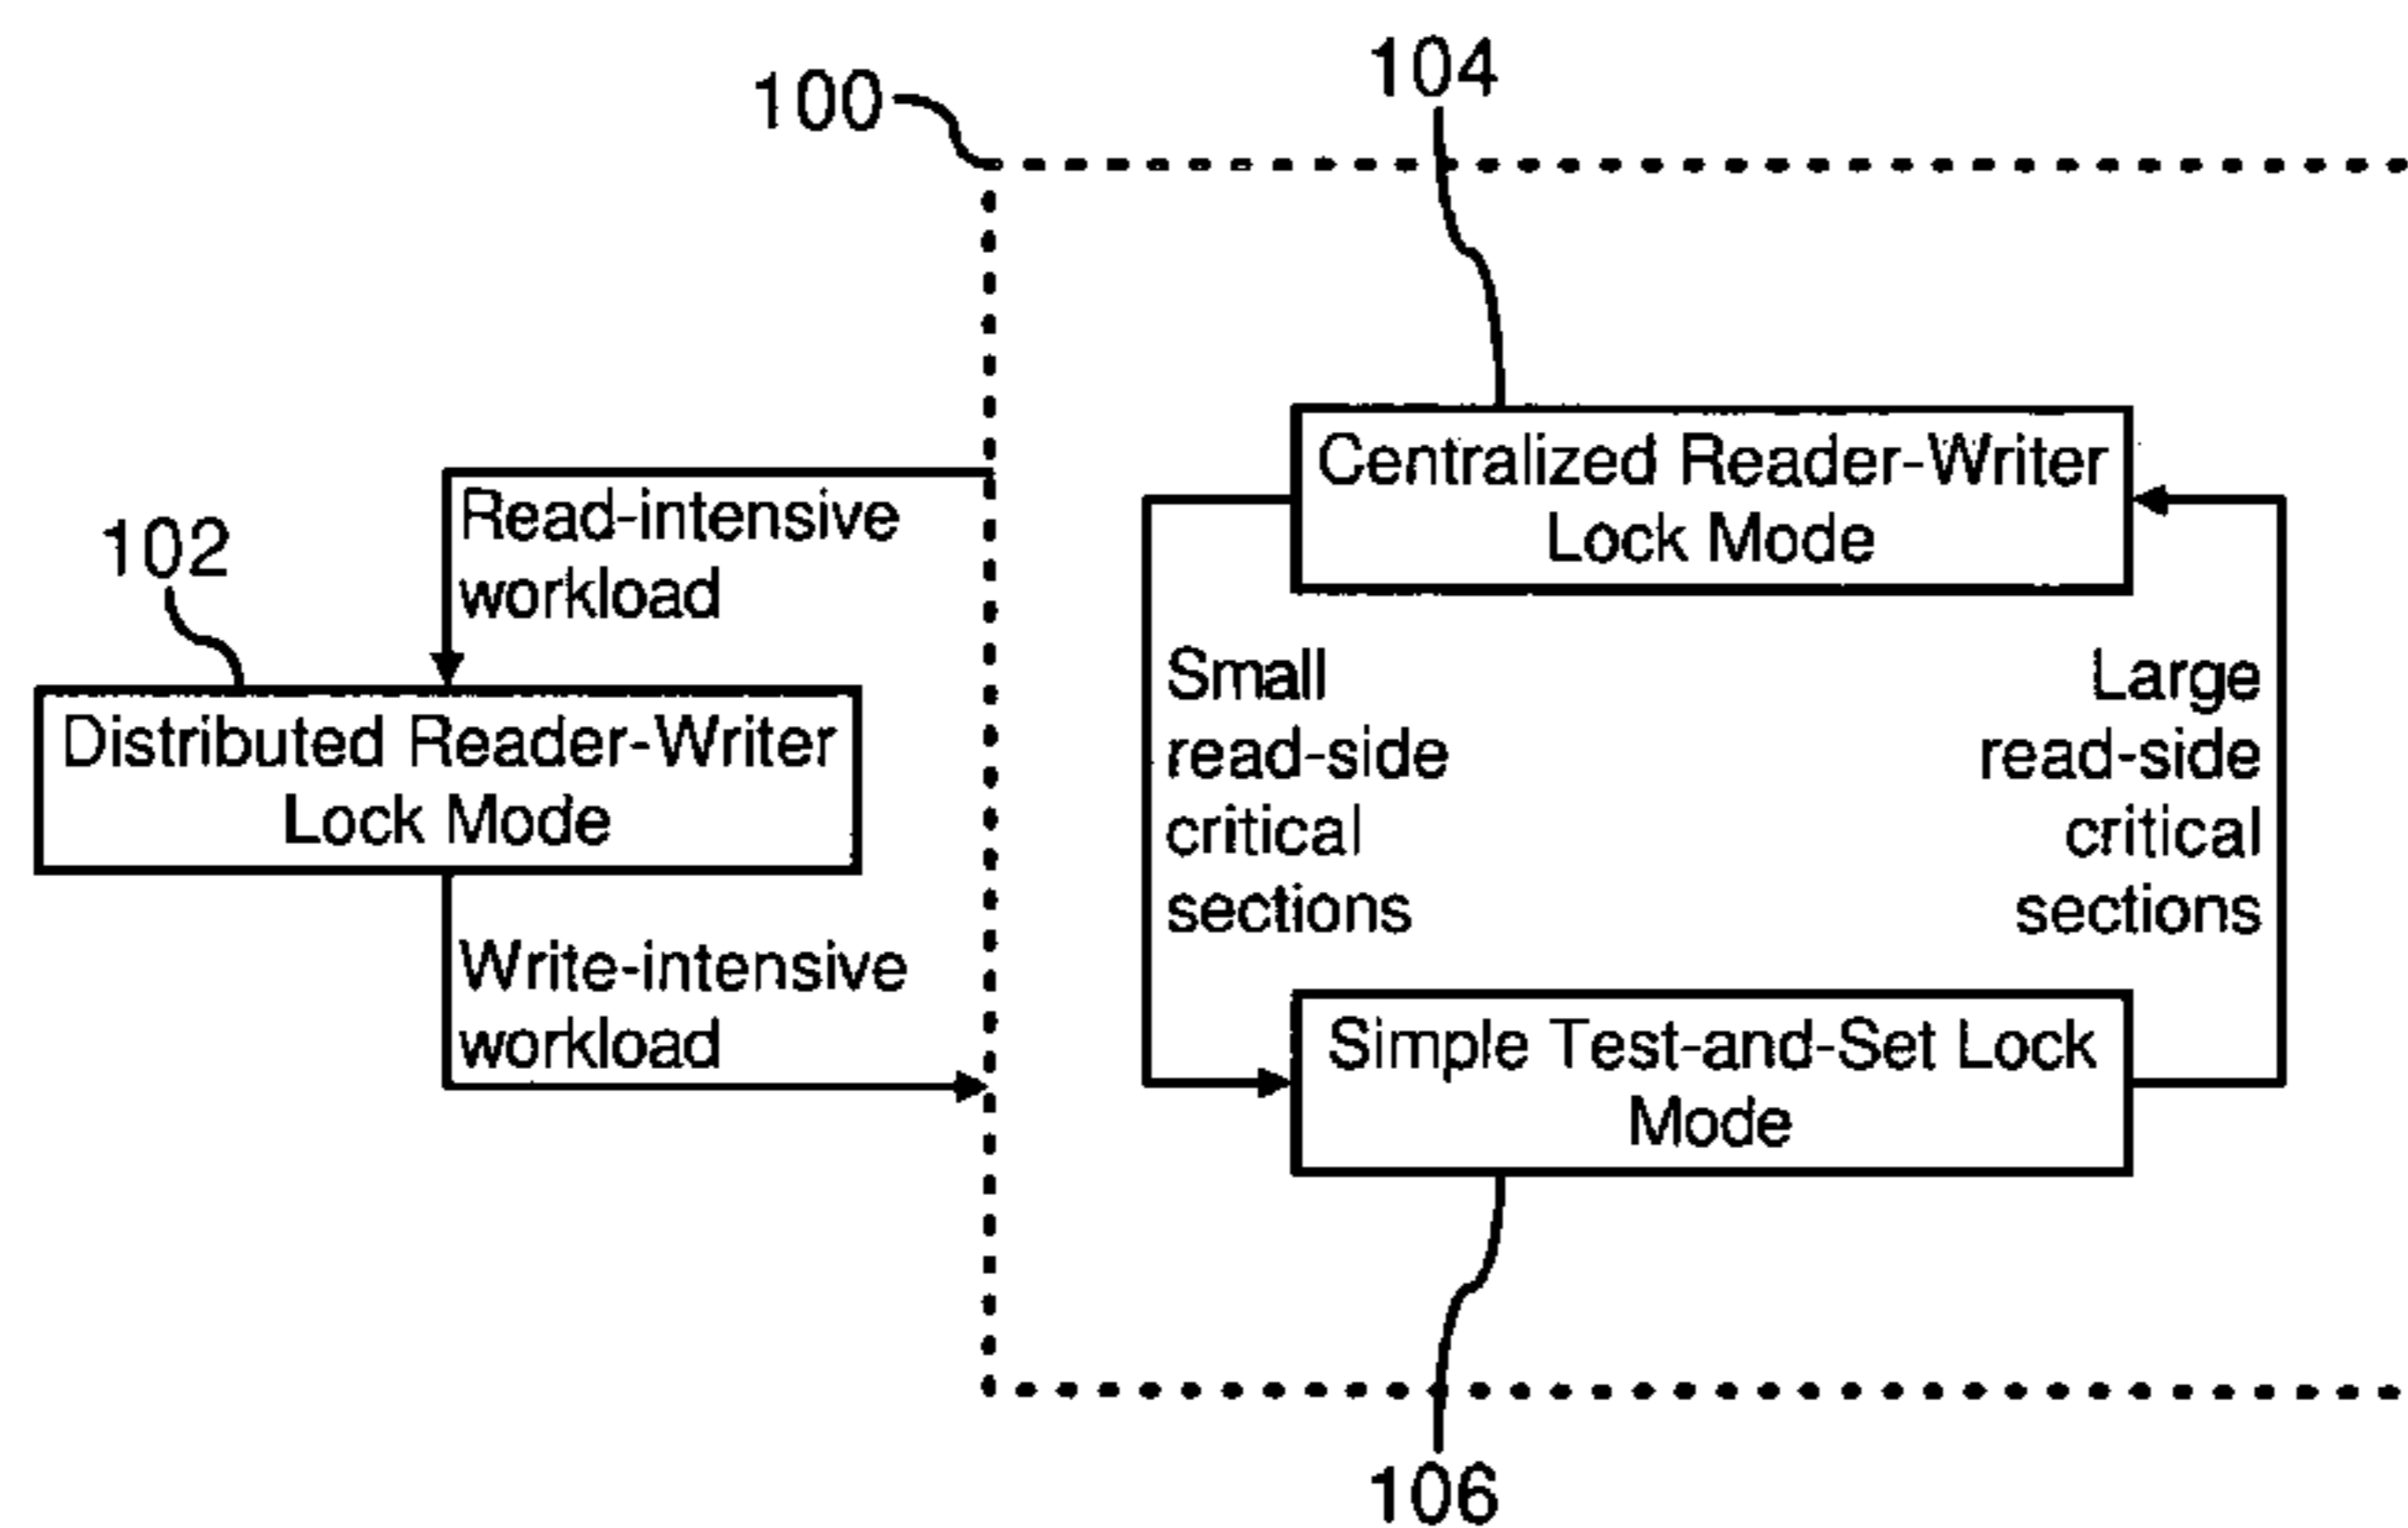 104
100
Centralized Reader-Writer
Lock Mode
Read-intensive
workload
102
Small
read-side
critical
sections
Large
read-side
critical
sections
Distributed Reader-Writer
Lock Mode
Write-intensive
workload
Simple Test-and-Set Lock
Mode
106